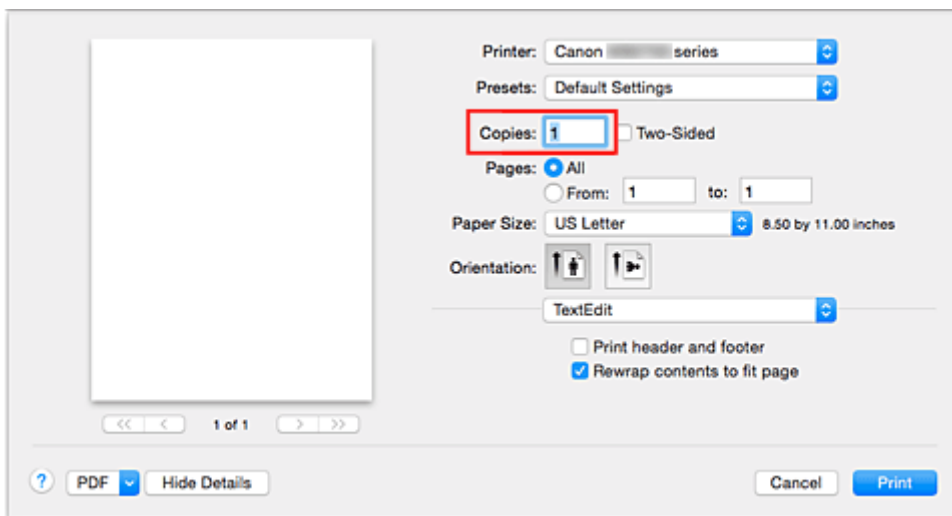 Printer: Canon series
Presets: Default Settings
Copies: 1 Two-Sided
Pages: All
From: 1 to: 1
Paper Size: US Letter 8.50 by 11.00 inches
Orientation:
TextEdit
Print header and footer
Rewrap contents to fit page
<< < 1 of 1 > >>
? PDF Hide Details Cancel Print